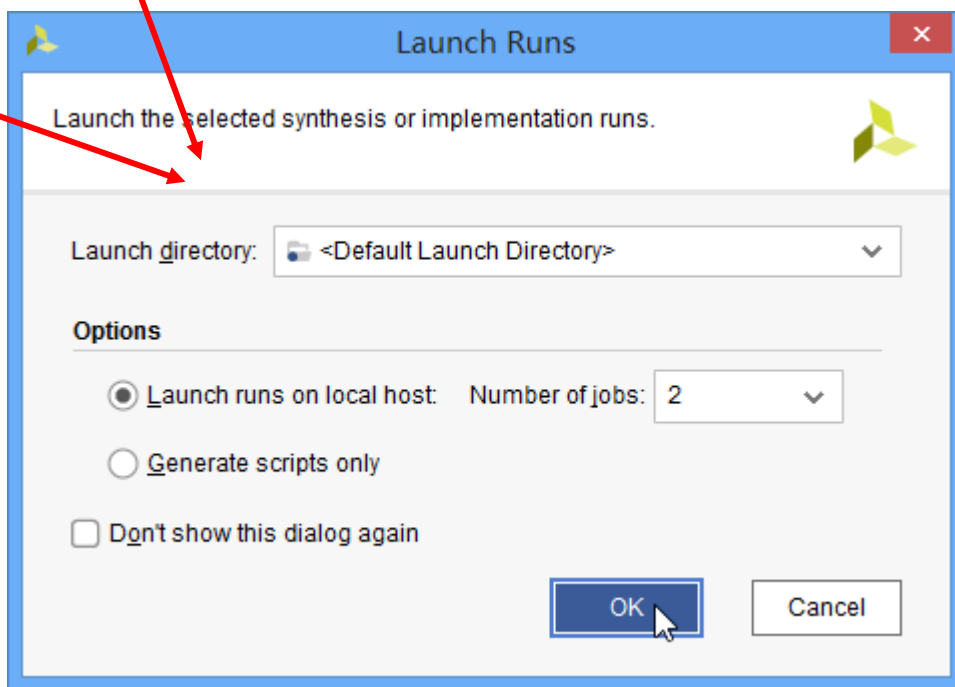 Launch Runs
Launch the selected synthesis or implementation runs.
Launch directory: <Default Launch Directory>
Options
Launch runs on local host: Number of jobs: 2
Generate scripts only
Don't show this dialog again
OK Cancel